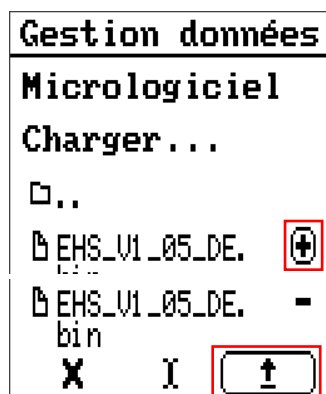 Gestion données
Micrologiciel
Charger...
..
EHS_V1_05_DE. +
bin
EHS_V1_05_DE. -
bin
X I